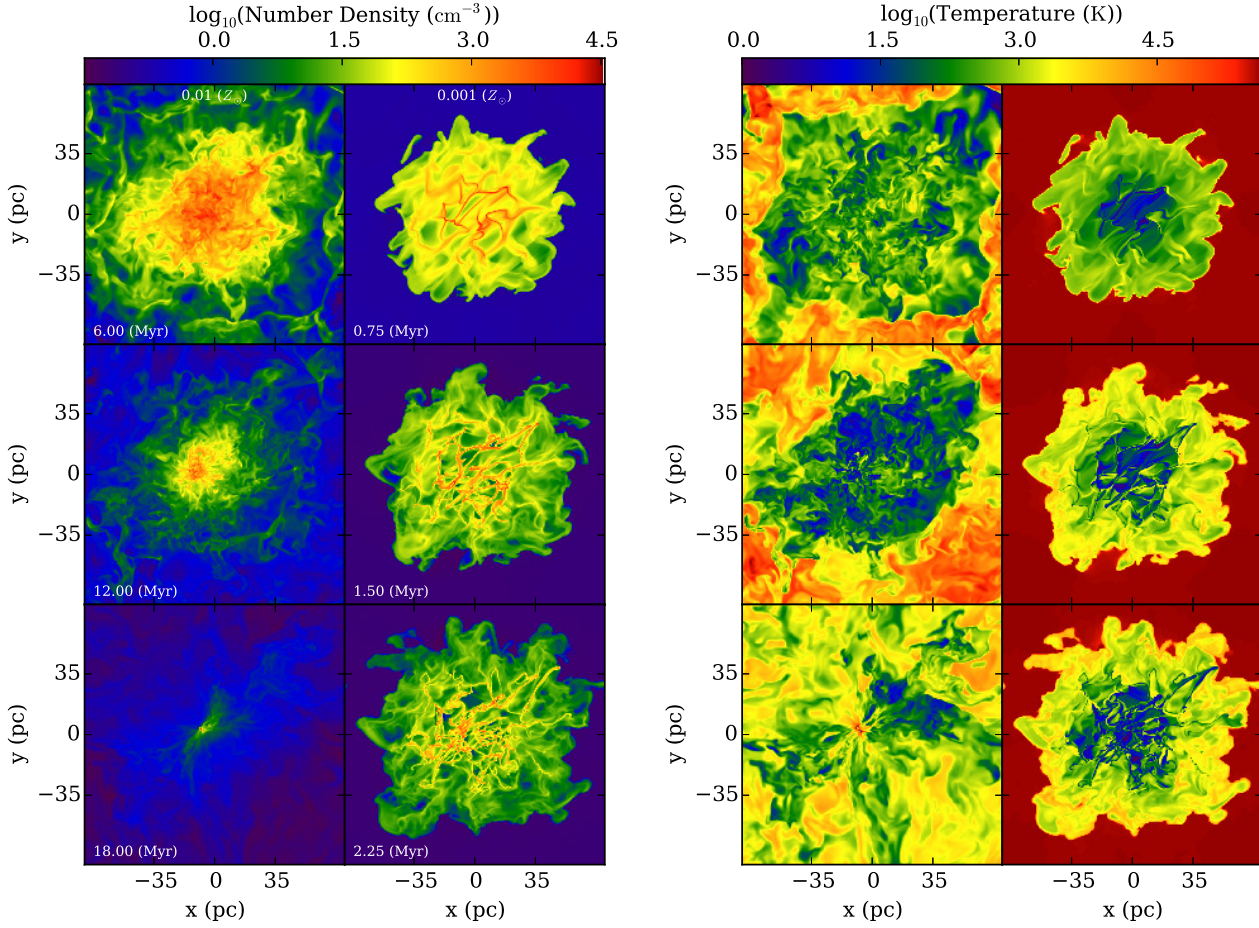 log₁₀(Number Density (cm⁻³))
0.0 1.5 3.0 4.5
0.01 (Z☉) 0.001 (Z☉)
35
0
−35
y (pc)
6.00 (Myr) 0.75 (Myr)
35
0
−35
y (pc)
12.00 (Myr) 1.50 (Myr)
35
0
−35
y (pc)
18.00 (Myr) 2.25 (Myr)
−35 0 35 −35 0 35
x (pc) x (pc)
log₁₀(Temperature (K))
0.0 1.5 3.0 4.5
35
0
−35
y (pc)
35
0
−35
y (pc)
35
0
−35
y (pc)
−35 0 35 −35 0 35
x (pc) x (pc)